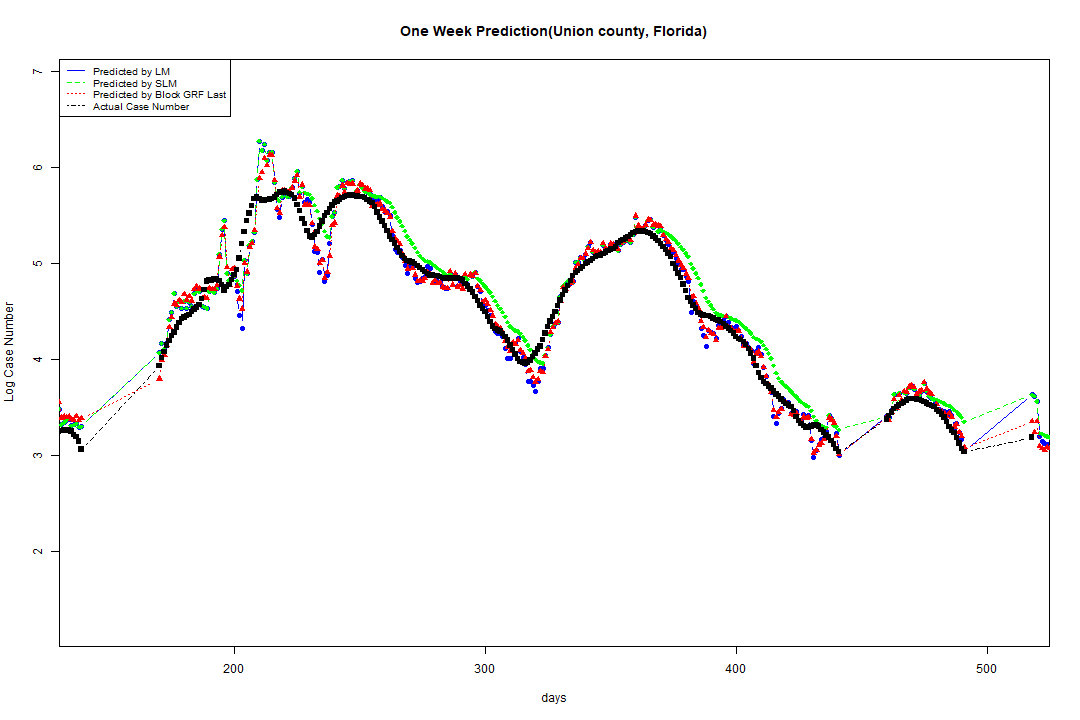 One Week Prediction(Union county, Florida)
Predicted by LM
Predicted by SLM
Predicted by Block GRF Last
Actual Case Number
7
6
5
4
3
2
Log Case Number
200 300 400 500
days